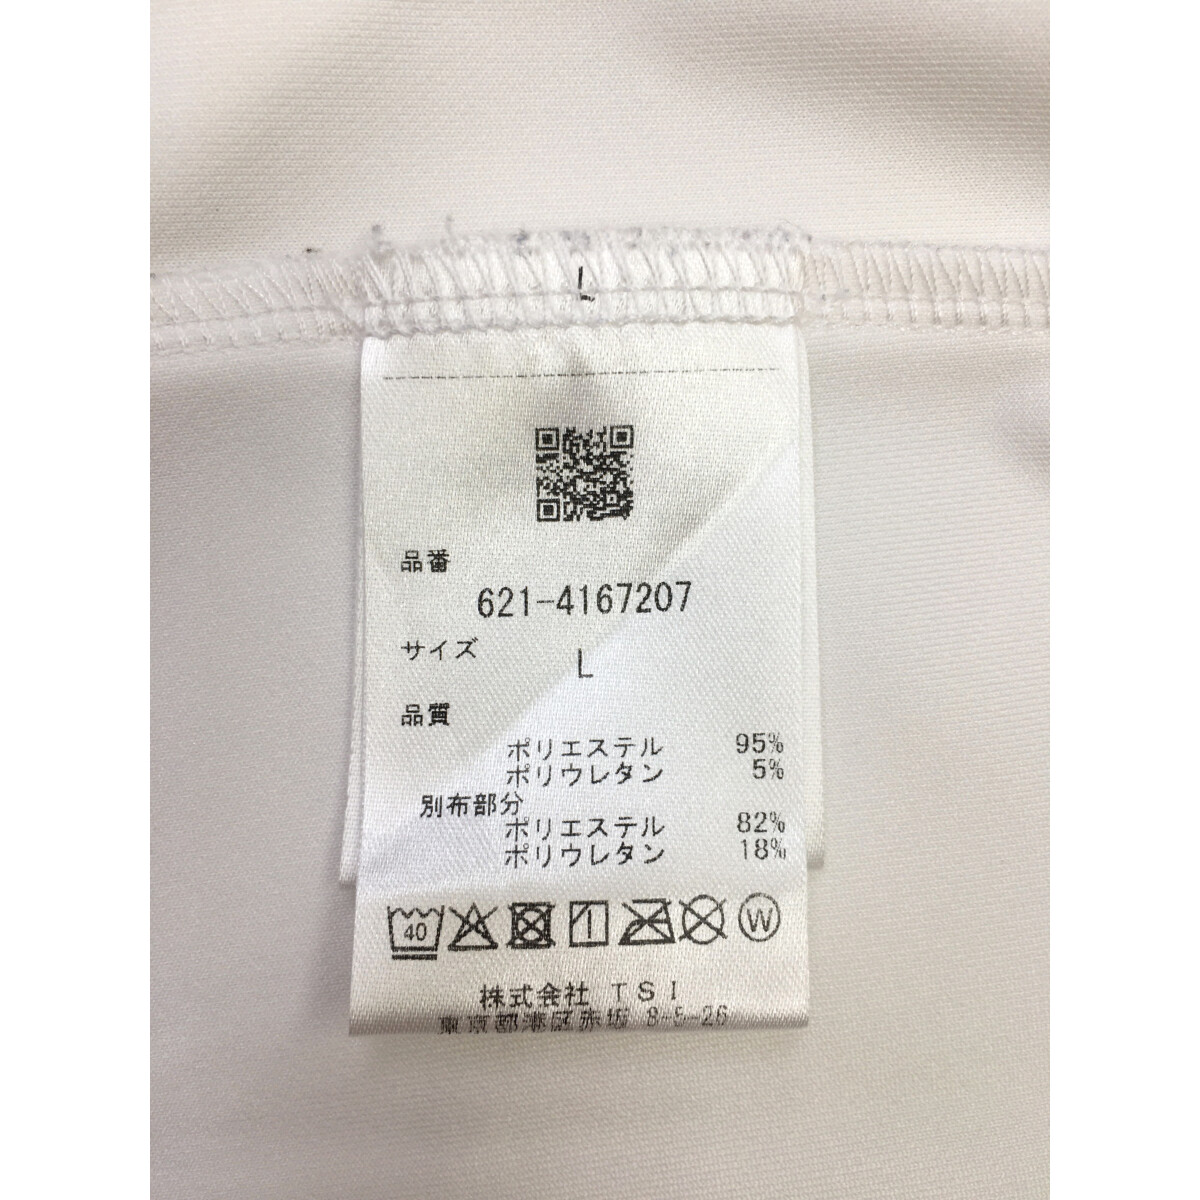 L
品番
621-4167207
サイズ
L
品質
ポリエステル 95%
ポリウレタン 5%
別布部分
ポリエステル 82%
ポリウレタン 18%
40 W
株式会社 TSI
東京都港区赤坂 8-5-26